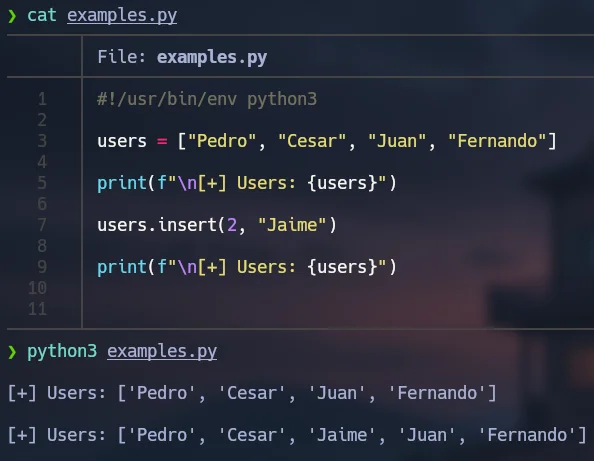 ❯ cat examples.py
File: examples.py
1 #!/usr/bin/env python3
2
3 users = ["Pedro", "Cesar", "Juan", "Fernando"]
4
5 print(f"\n[+] Users: {users}")
6
7 users.insert(2, "Jaime")
8
9 print(f"\n[+] Users: {users}")
10
11
❯ python3 examples.py
[+] Users: ['Pedro', 'Cesar', 'Juan', 'Fernando']
[+] Users: ['Pedro', 'Cesar', 'Jaime', 'Juan', 'Fernando']